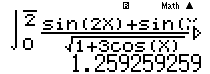 R Math ▲
∫ 2 0 sin(2X)+sin(
√1+3cos(X)
1.259259259